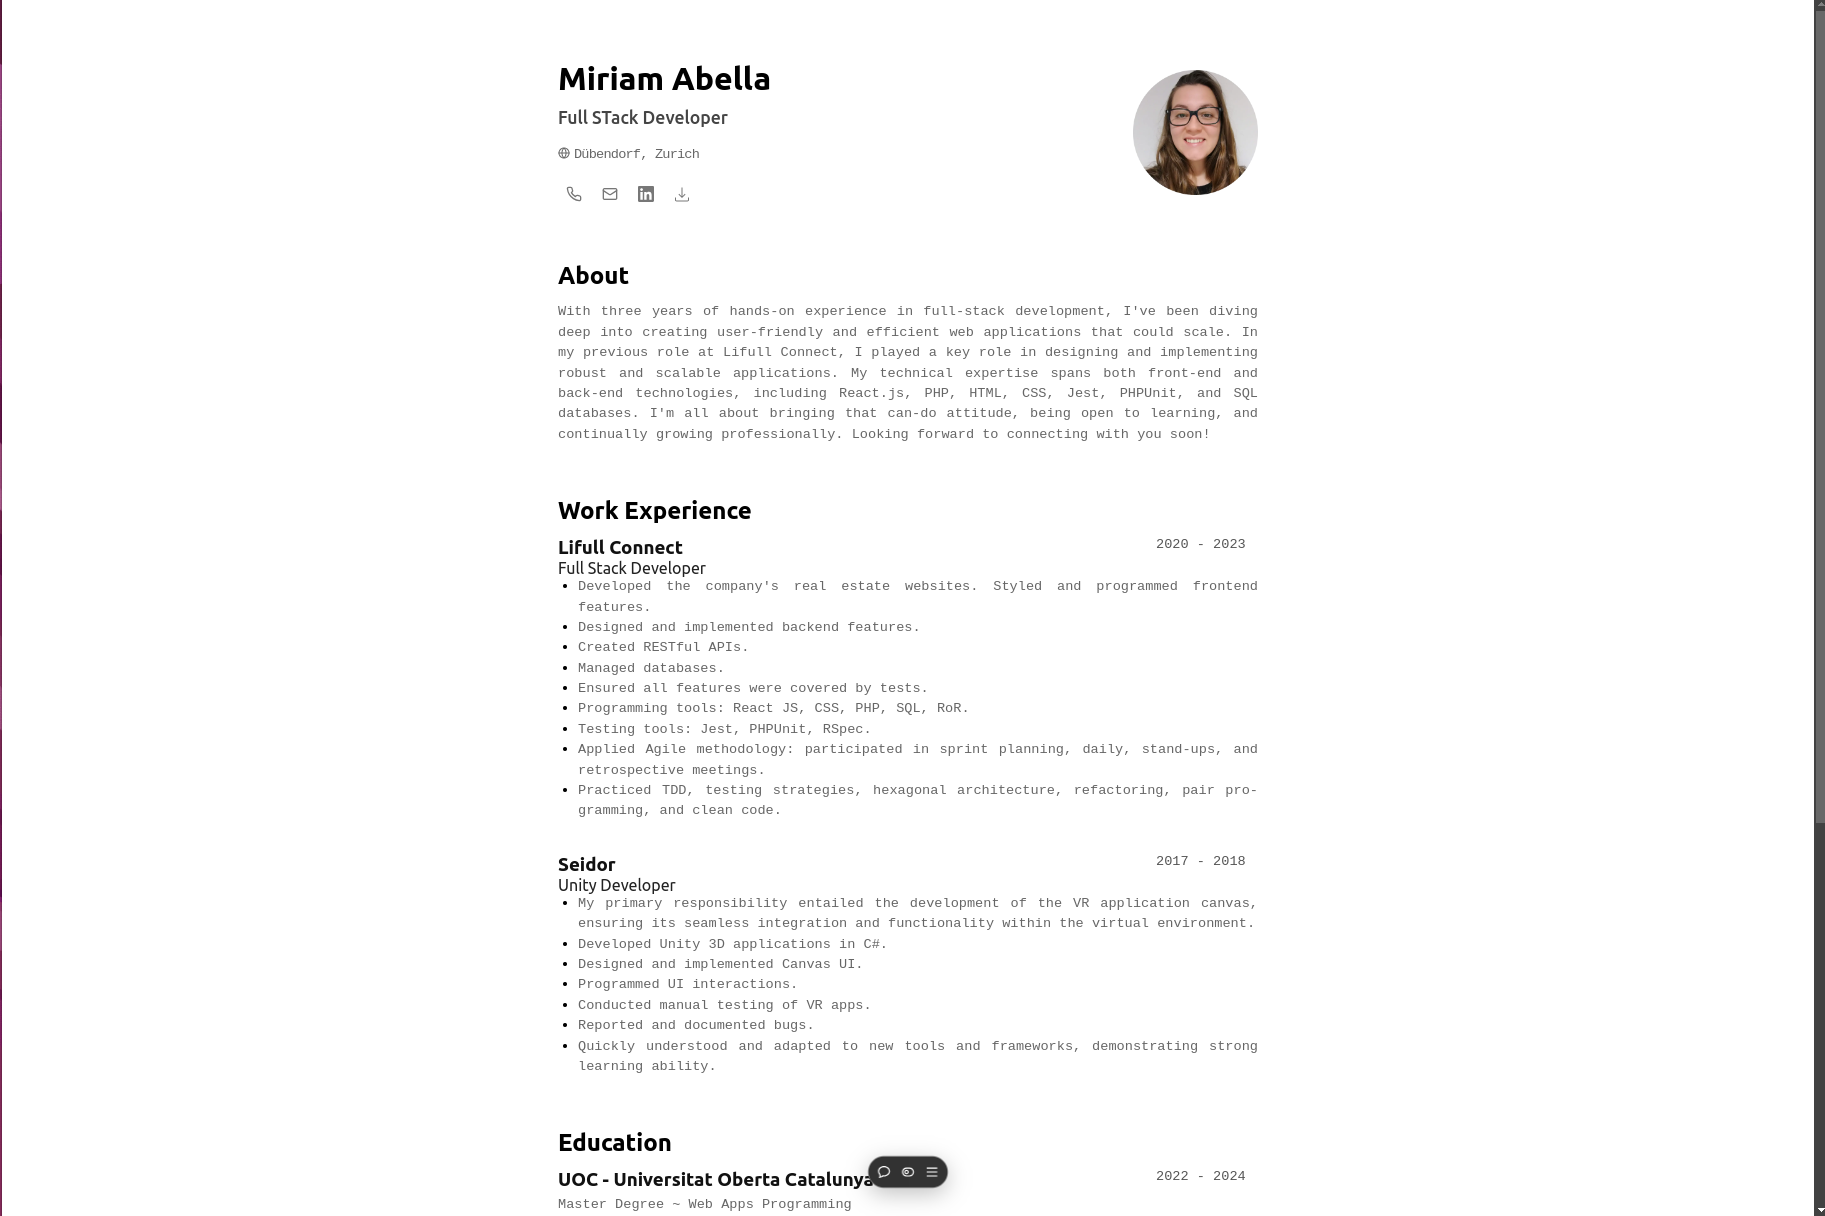 Miriam Abella
Full STack Developer
Dübendorf, Zurich
in
About
With three years of hands-on experience in full-stack development, I've been diving
deep into creating user-friendly and efficient web applications that could scale. In
my previous role at Lifull Connect, I played a key role in designing and implementing
robust and scalable applications. My technical expertise spans both front-end and
back-end technologies, including React.js, PHP, HTML, CSS, Jest, PHPUnit, and SQL
databases. I'm all about bringing that can-do attitude, being open to learning, and
continually growing professionally. Looking forward to connecting with you soon!
Work Experience
Lifull Connect 2020 - 2023
Full Stack Developer
• Developed the company's real estate websites. Styled and programmed frontend
features.
• Designed and implemented backend features.
• Created RESTful APIs.
• Managed databases.
• Ensured all features were covered by tests.
• Programming tools: React JS, CSS, PHP, SQL, RoR.
• Testing tools: Jest, PHPUnit, RSpec.
• Applied Agile methodology: participated in sprint planning, daily, stand-ups, and
retrospective meetings.
• Practiced TDD, testing strategies, hexagonal architecture, refactoring, pair pro-
gramming, and clean code.
Seidor 2017 - 2018
Unity Developer
• My primary responsibility entailed the development of the VR application canvas,
ensuring its seamless integration and functionality within the virtual environment.
• Developed Unity 3D applications in C#.
• Designed and implemented Canvas UI.
• Programmed UI interactions.
• Conducted manual testing of VR apps.
• Reported and documented bugs.
• Quickly understood and adapted to new tools and frameworks, demonstrating strong
learning ability.
Education
UOC - Universitat Oberta Catalunya 2022 - 2024
Master Degree ~ Web Apps Programming